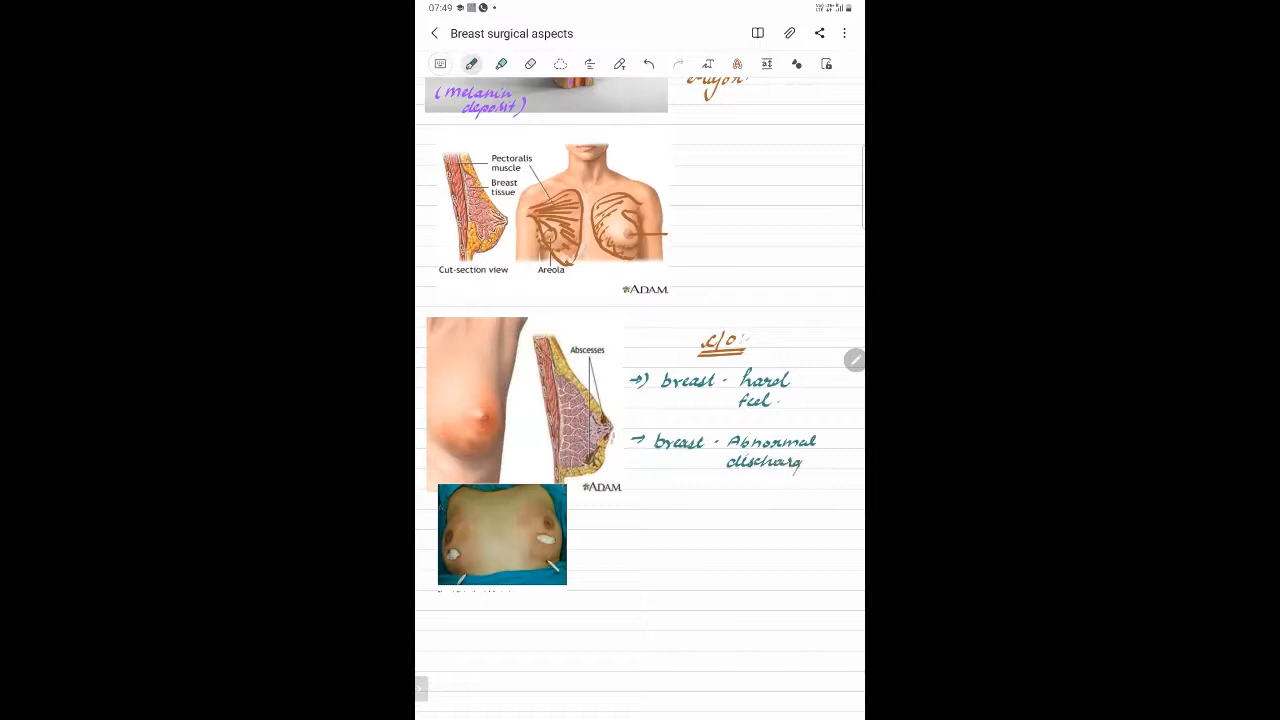 07:49
Breast surgical aspects
Major
(Melanin
deposit)
Pectoralis
muscle
Breast
tissue
Cut-section view
Areola
ADAM.
c/o:
Abscesses
→) breast · hard
feel ·
→ breast · Abnormal
discharg
ADAM